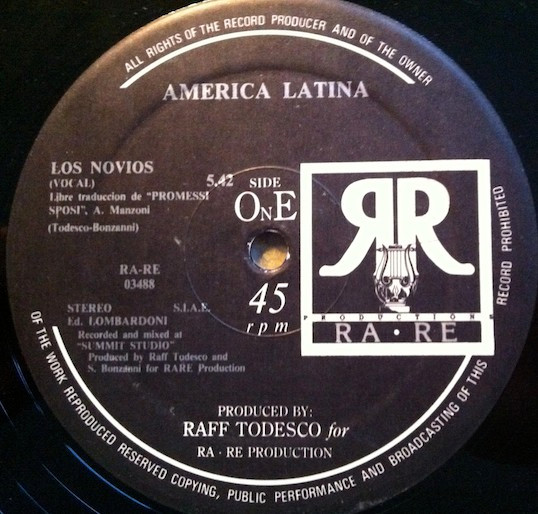 ALL RIGHTS OF THE RECORD PRODUCER AND OF THE OWNER
AMERICA LATINA
LOS NOVIOS
(VOCAL) 5.42
Libre traduccion de "PROMESSI
SPOSI", A. Manzoni
(Todesco-Bonzanni)
SIDE
OnE
RA-RE
03488
45
rpm
STEREO S.I.A.E.
Ed. LOMBARDONI
Recorded and mixed at
"SUMMIT STUDIO"
Produced by Raff Todesco and
S. Bonzanni for RARE Production
RR
PRODUCTIONS
RA·RE
PRODUCED BY:
RAFF TODESCO for
RA·RE PRODUCTION
OF THE WORK REPRODUCED RESERVED COPYING, PUBLIC PERFORMANCE AND BROADCASTING OF THIS
RECORD PROHIBITED